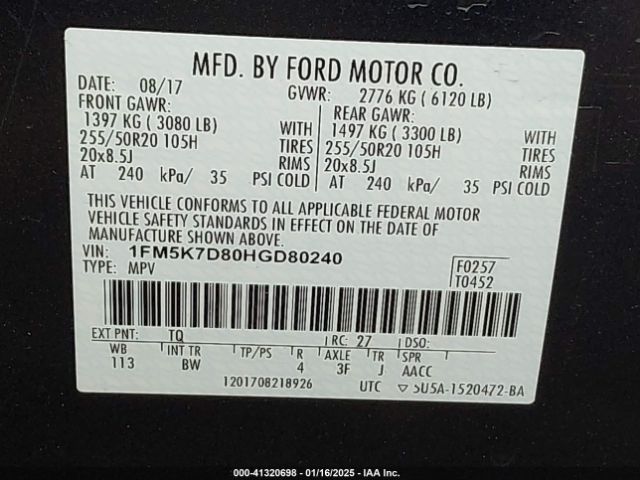 MFD. BY FORD MOTOR CO.
DATE: 08/17 GVWR: 2776 KG ( 6120 LB)
FRONT GAWR: REAR GAWR:
1397 KG ( 3080 LB) WITH 1497 KG ( 3300 LB) WITH
255/50R20 105H TIRES 255/50R20 105H TIRES
20x8.5J RIMS 20x8.5J RIMS
AT 240 kPa/ 35 PSI COLD AT 240 kPa/ 35 PSI COLD
THIS VEHICLE CONFORMS TO ALL APPLICABLE FEDERAL MOTOR
VEHICLE SAFETY STANDARDS IN EFFECT ON THE DATE OF
MANUFACTURE SHOWN ABOVE.
VIN: 1FM5K7D80HGD80240 F0257
TYPE: MPV T0452
EXT PNT: TQ RC: 27 DSO:
WB INT TR TP/PS R AXLE TR SPR
113 BW 4 3F J AACC
1201708218926 UTC 5U5A-1520472-BA
000-41320698 - 01/16/2025 - IAA Inc.